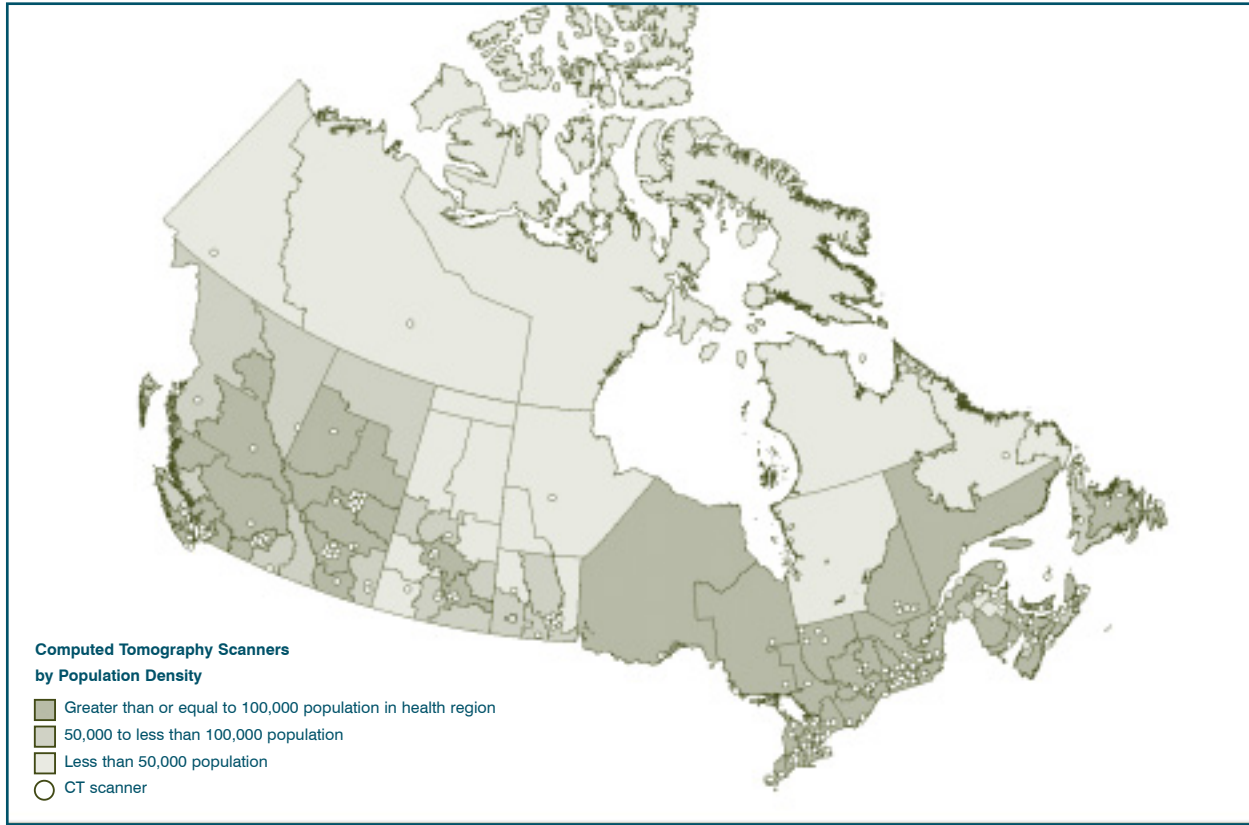 Computed Tomography Scanners
by Population Density
Greater than or equal to 100,000 population in health region
50,000 to less than 100,000 population
Less than 50,000 population
CT scanner